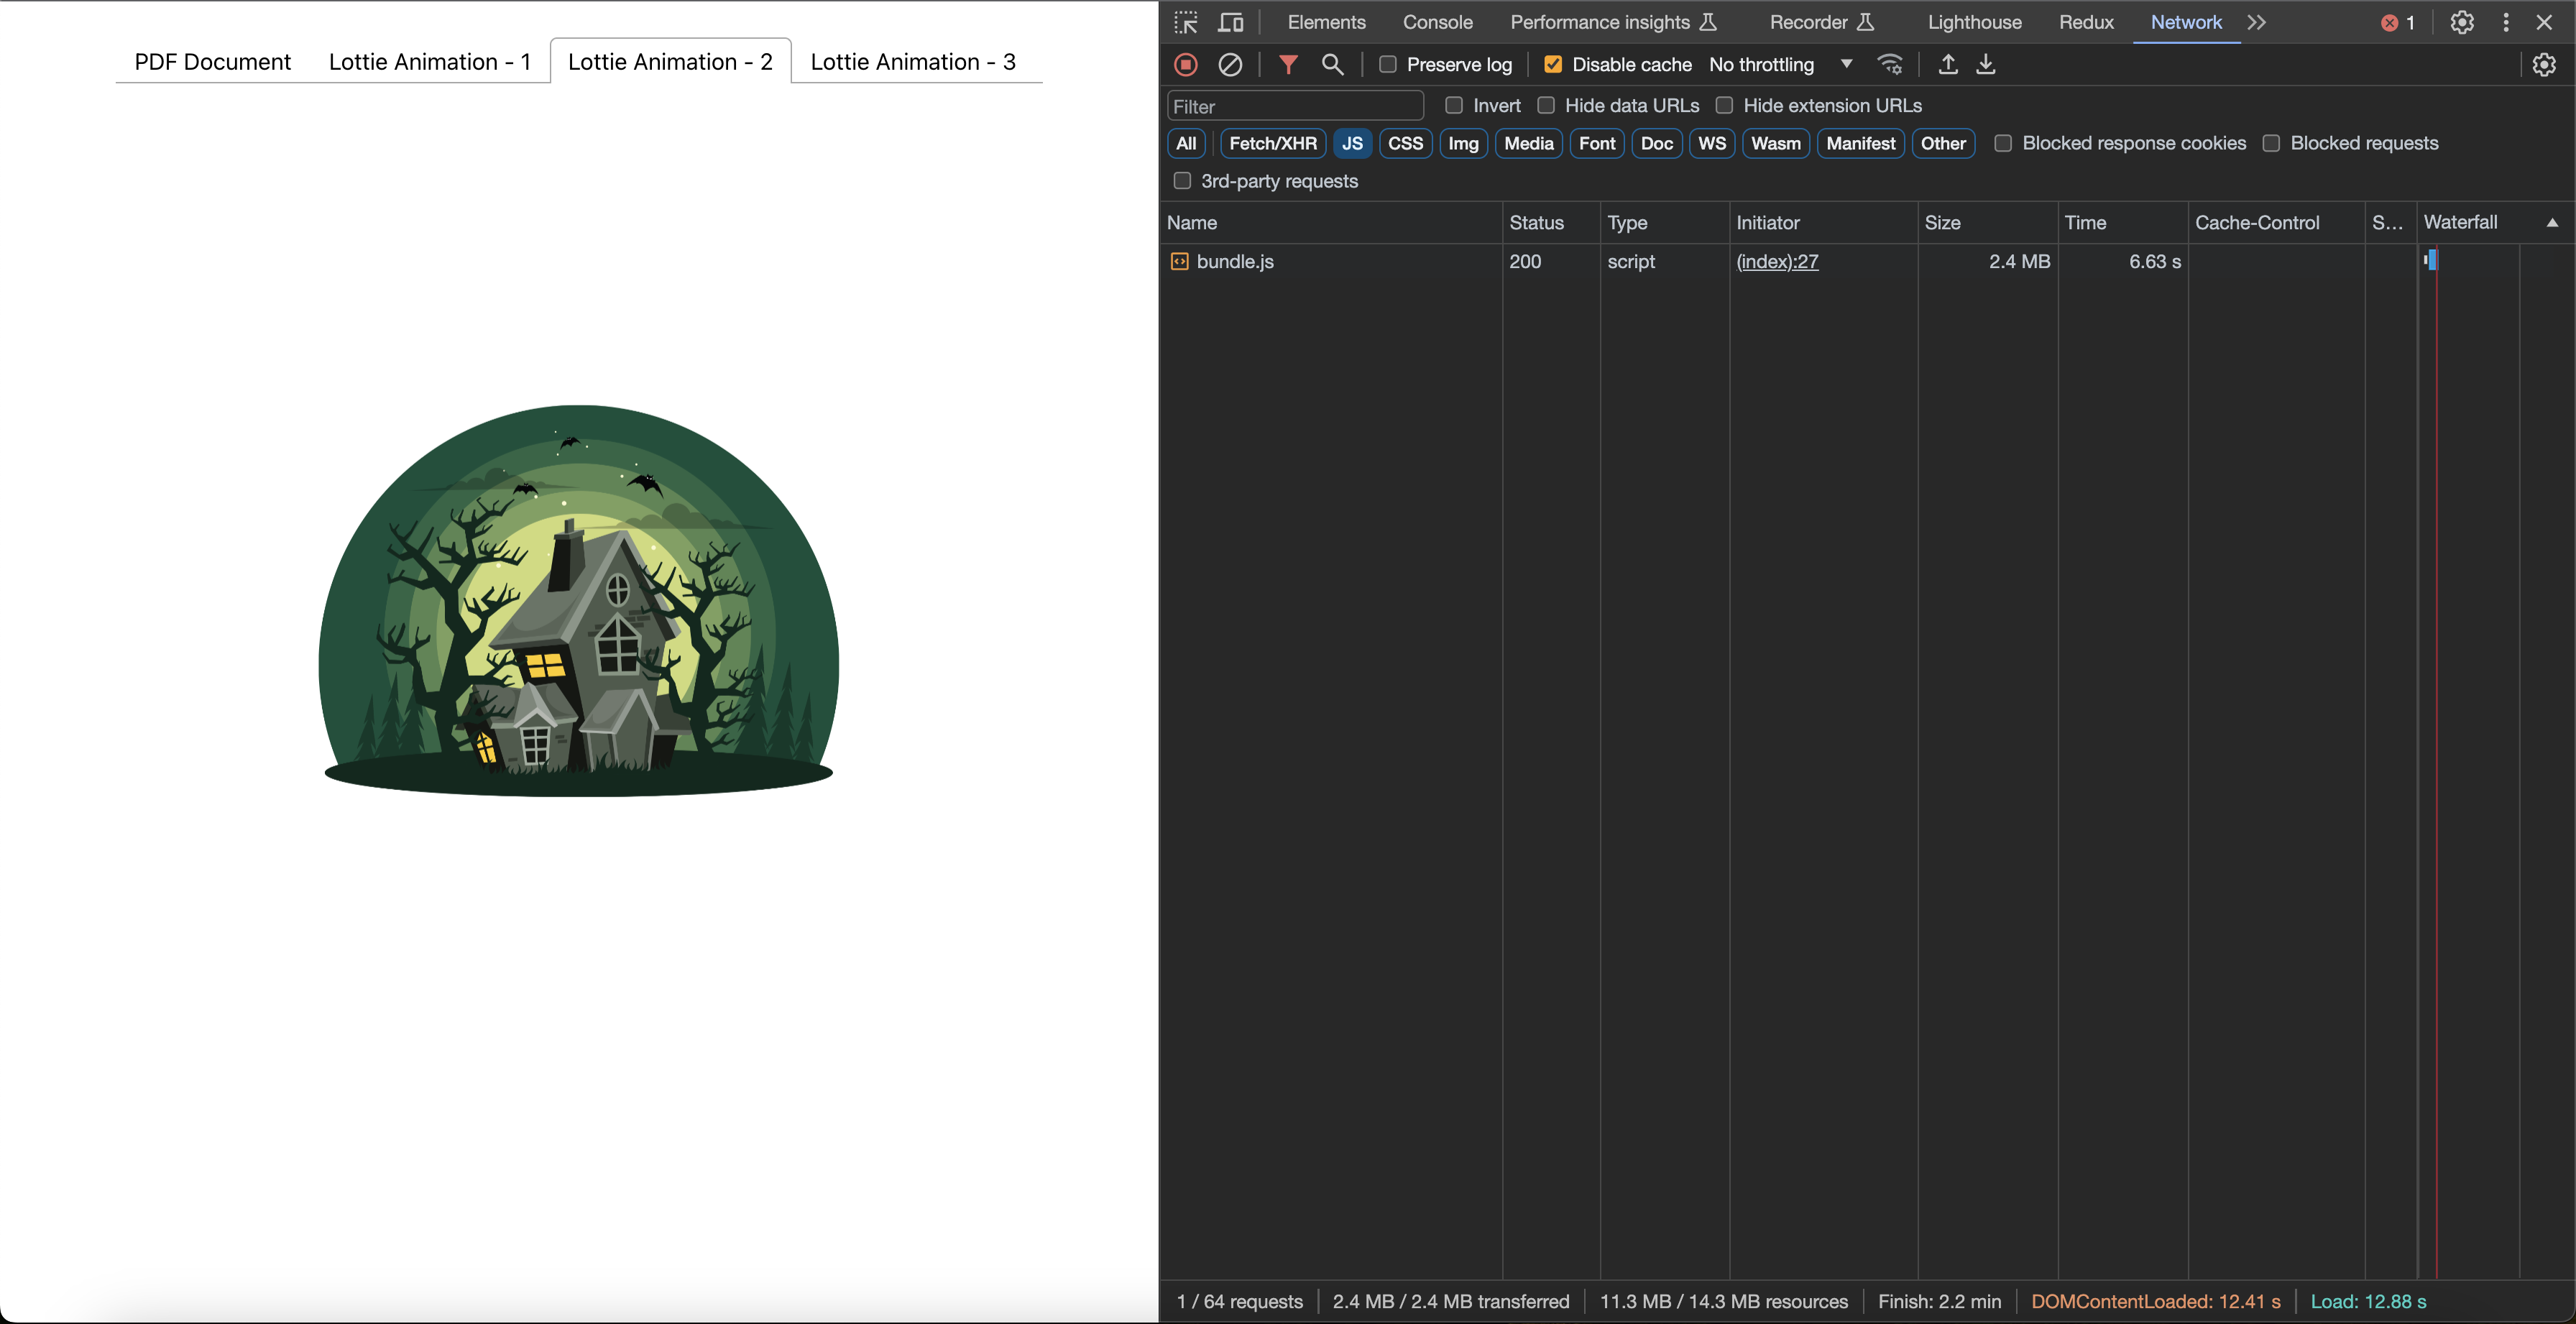 PDF Document Lottie Animation - 1 Lottie Animation - 2 Lottie Animation - 3
Elements Console Performance insights Recorder Lighthouse Redux Network 1
Preserve log Disable cache No throttling
Filter Invert Hide data URLs Hide extension URLs
All Fetch/XHR JS CSS Img Media Font Doc WS Wasm Manifest Other Blocked response cookies Blocked requests
3rd-party requests
Name Status Type Initiator Size Time Cache-Control S... Waterfall
bundle.js 200 script (index):27 2.4 MB 6.63 s
1 / 64 requests 2.4 MB / 2.4 MB transferred 11.3 MB / 14.3 MB resources Finish: 2.2 min DOMContentLoaded: 12.41 s Load: 12.88 s